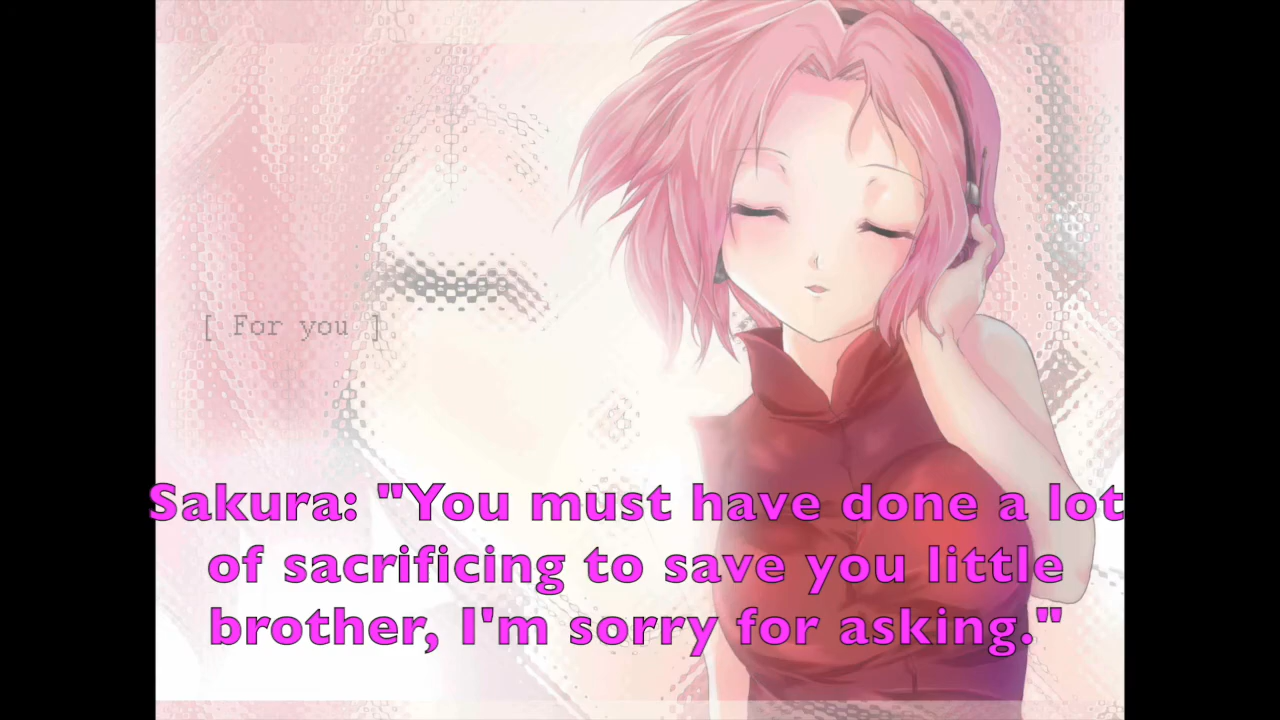 [ For you ]
Sakura: "You must have done a lot
of sacrificing to save you little
brother, I'm sorry for asking."